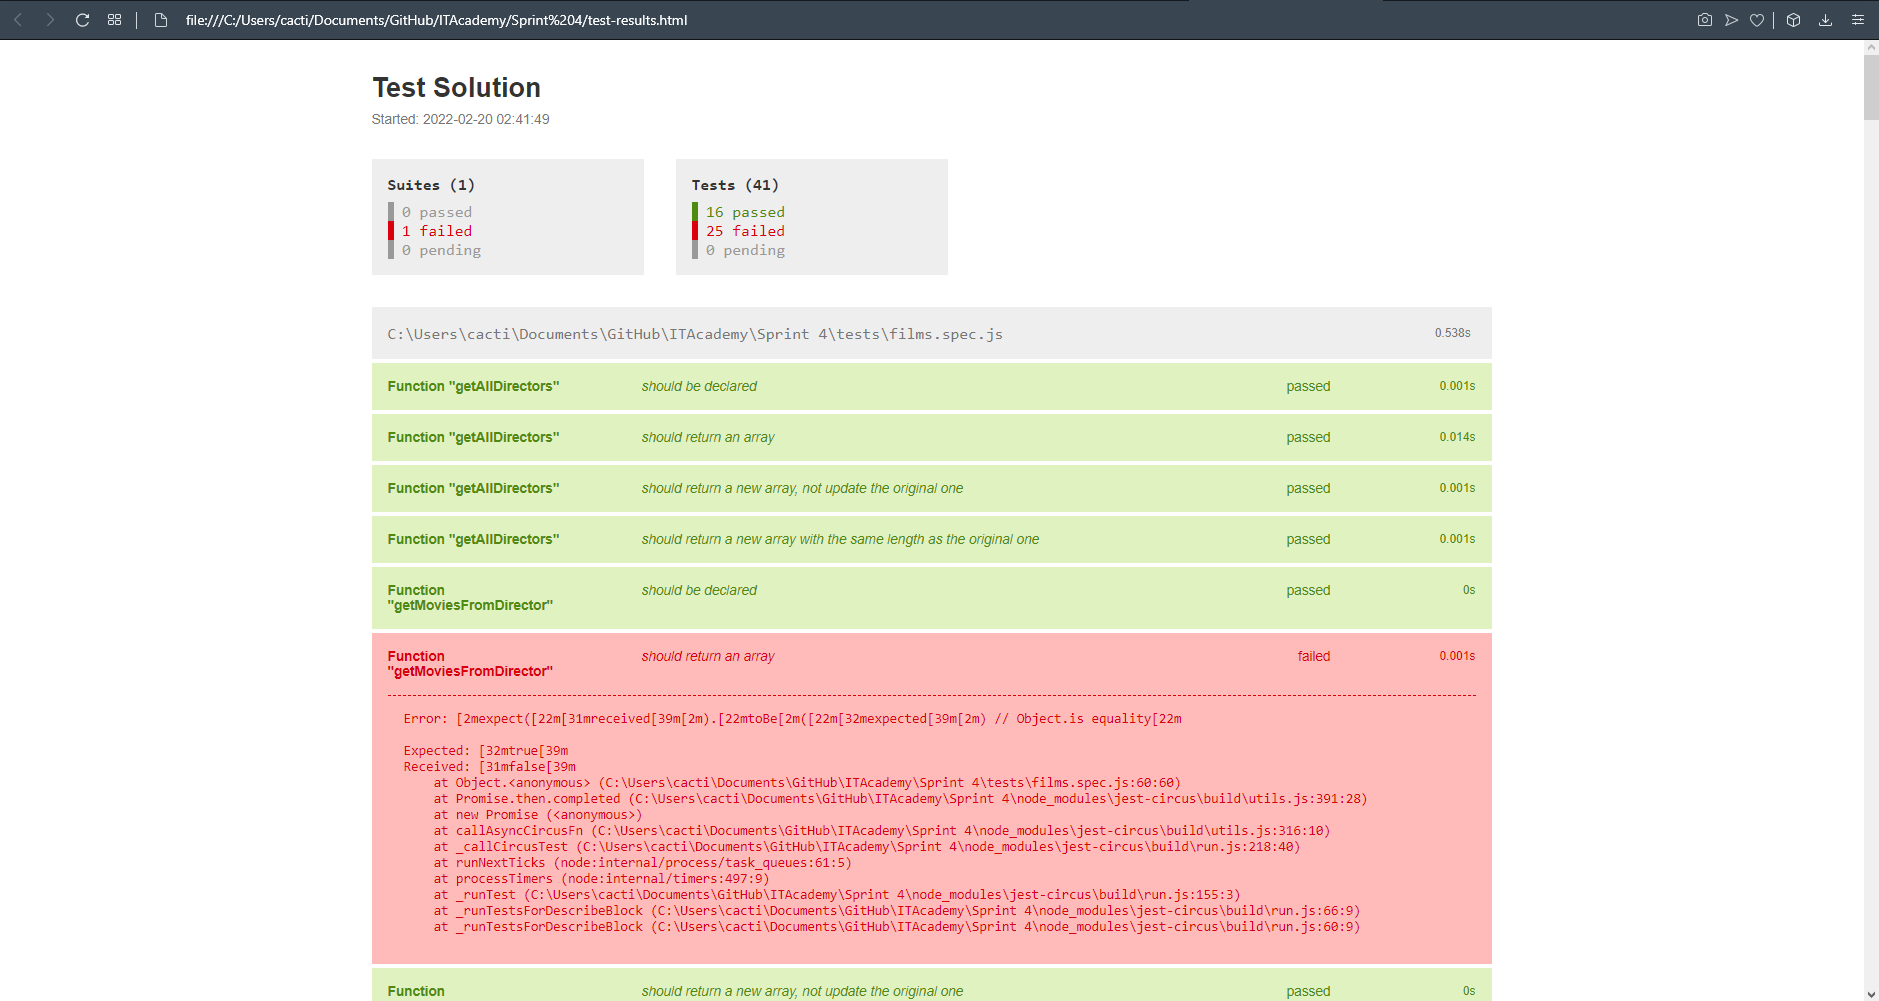 file:///C:/Users/cacti/Documents/GitHub/ITAcademy/Sprint%204/test-results.html
Test Solution
Started: 2022-02-20 02:41:49
Suites (1)
0 passed
1 failed
0 pending
Tests (41)
16 passed
25 failed
0 pending
C:\Users\cacti\Documents\GitHub\ITAcademy\Sprint 4\tests\films.spec.js 0.538s
Function "getAllDirectors" should be declared passed 0.001s
Function "getAllDirectors" should return an array passed 0.014s
Function "getAllDirectors" should return a new array, not update the original one passed 0.001s
Function "getAllDirectors" should return a new array with the same length as the original one passed 0.001s
Function should be declared passed 0s
"getMoviesFromDirector"
Function should return an array failed 0.001s
"getMoviesFromDirector"
Error: [2mexpect([22m[31mreceived[39m[2m).[22mtoBe[2m([22m[32mexpected[39m[2m) // Object.is equality[22m
Expected: [32mtrue[39m
Received: [31mfalse[39m
at Object.<anonymous> (C:\Users\cacti\Documents\GitHub\ITAcademy\Sprint 4\tests\films.spec.js:60:60)
at Promise.then.completed (C:\Users\cacti\Documents\GitHub\ITAcademy\Sprint 4\node_modules\jest-circus\build\utils.js:391:28)
at new Promise (<anonymous>)
at callAsyncCircusFn (C:\Users\cacti\Documents\GitHub\ITAcademy\Sprint 4\node_modules\jest-circus\build\utils.js:316:10)
at _callCircusTest (C:\Users\cacti\Documents\GitHub\ITAcademy\Sprint 4\node_modules\jest-circus\build\run.js:218:40)
at runNextTicks (node:internal/process/task_queues:61:5)
at processTimers (node:internal/timers:497:9)
at _runTest (C:\Users\cacti\Documents\GitHub\ITAcademy\Sprint 4\node_modules\jest-circus\build\run.js:155:3)
at _runTestsForDescribeBlock (C:\Users\cacti\Documents\GitHub\ITAcademy\Sprint 4\node_modules\jest-circus\build\run.js:66:9)
at _runTestsForDescribeBlock (C:\Users\cacti\Documents\GitHub\ITAcademy\Sprint 4\node_modules\jest-circus\build\run.js:60:9)
Function should return a new array, not update the original one passed 0s